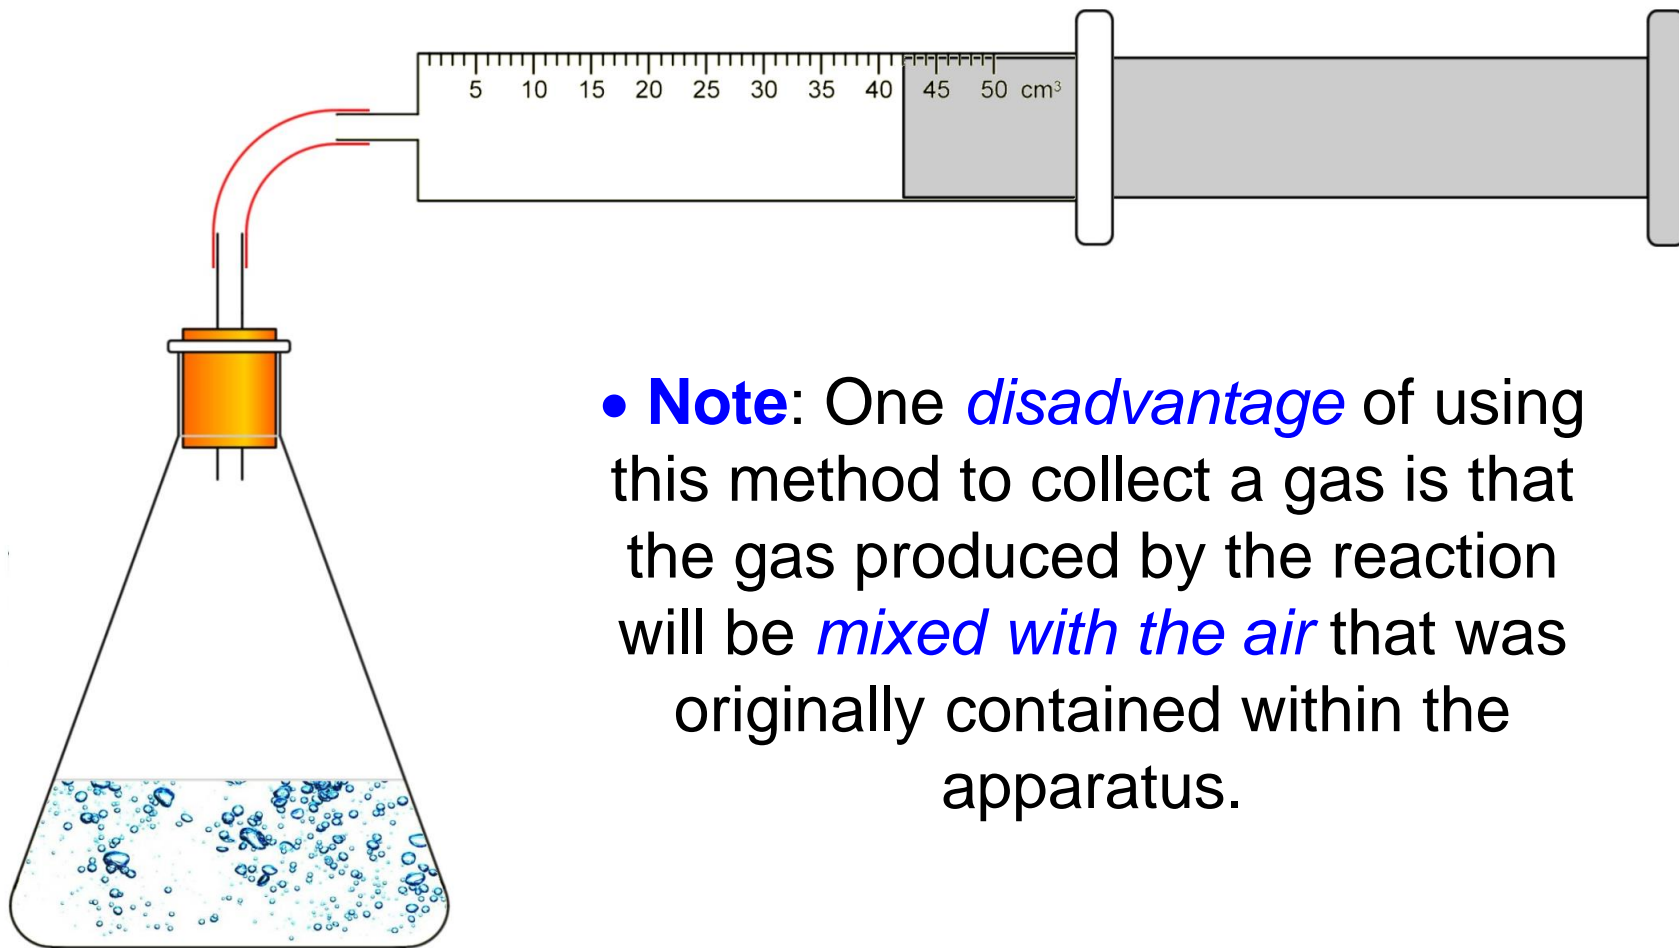 5 10 15 20 25 30 35 40 45 50 cm³
• Note: One disadvantage of using
this method to collect a gas is that
the gas produced by the reaction
will be mixed with the air that was
originally contained within the
apparatus.